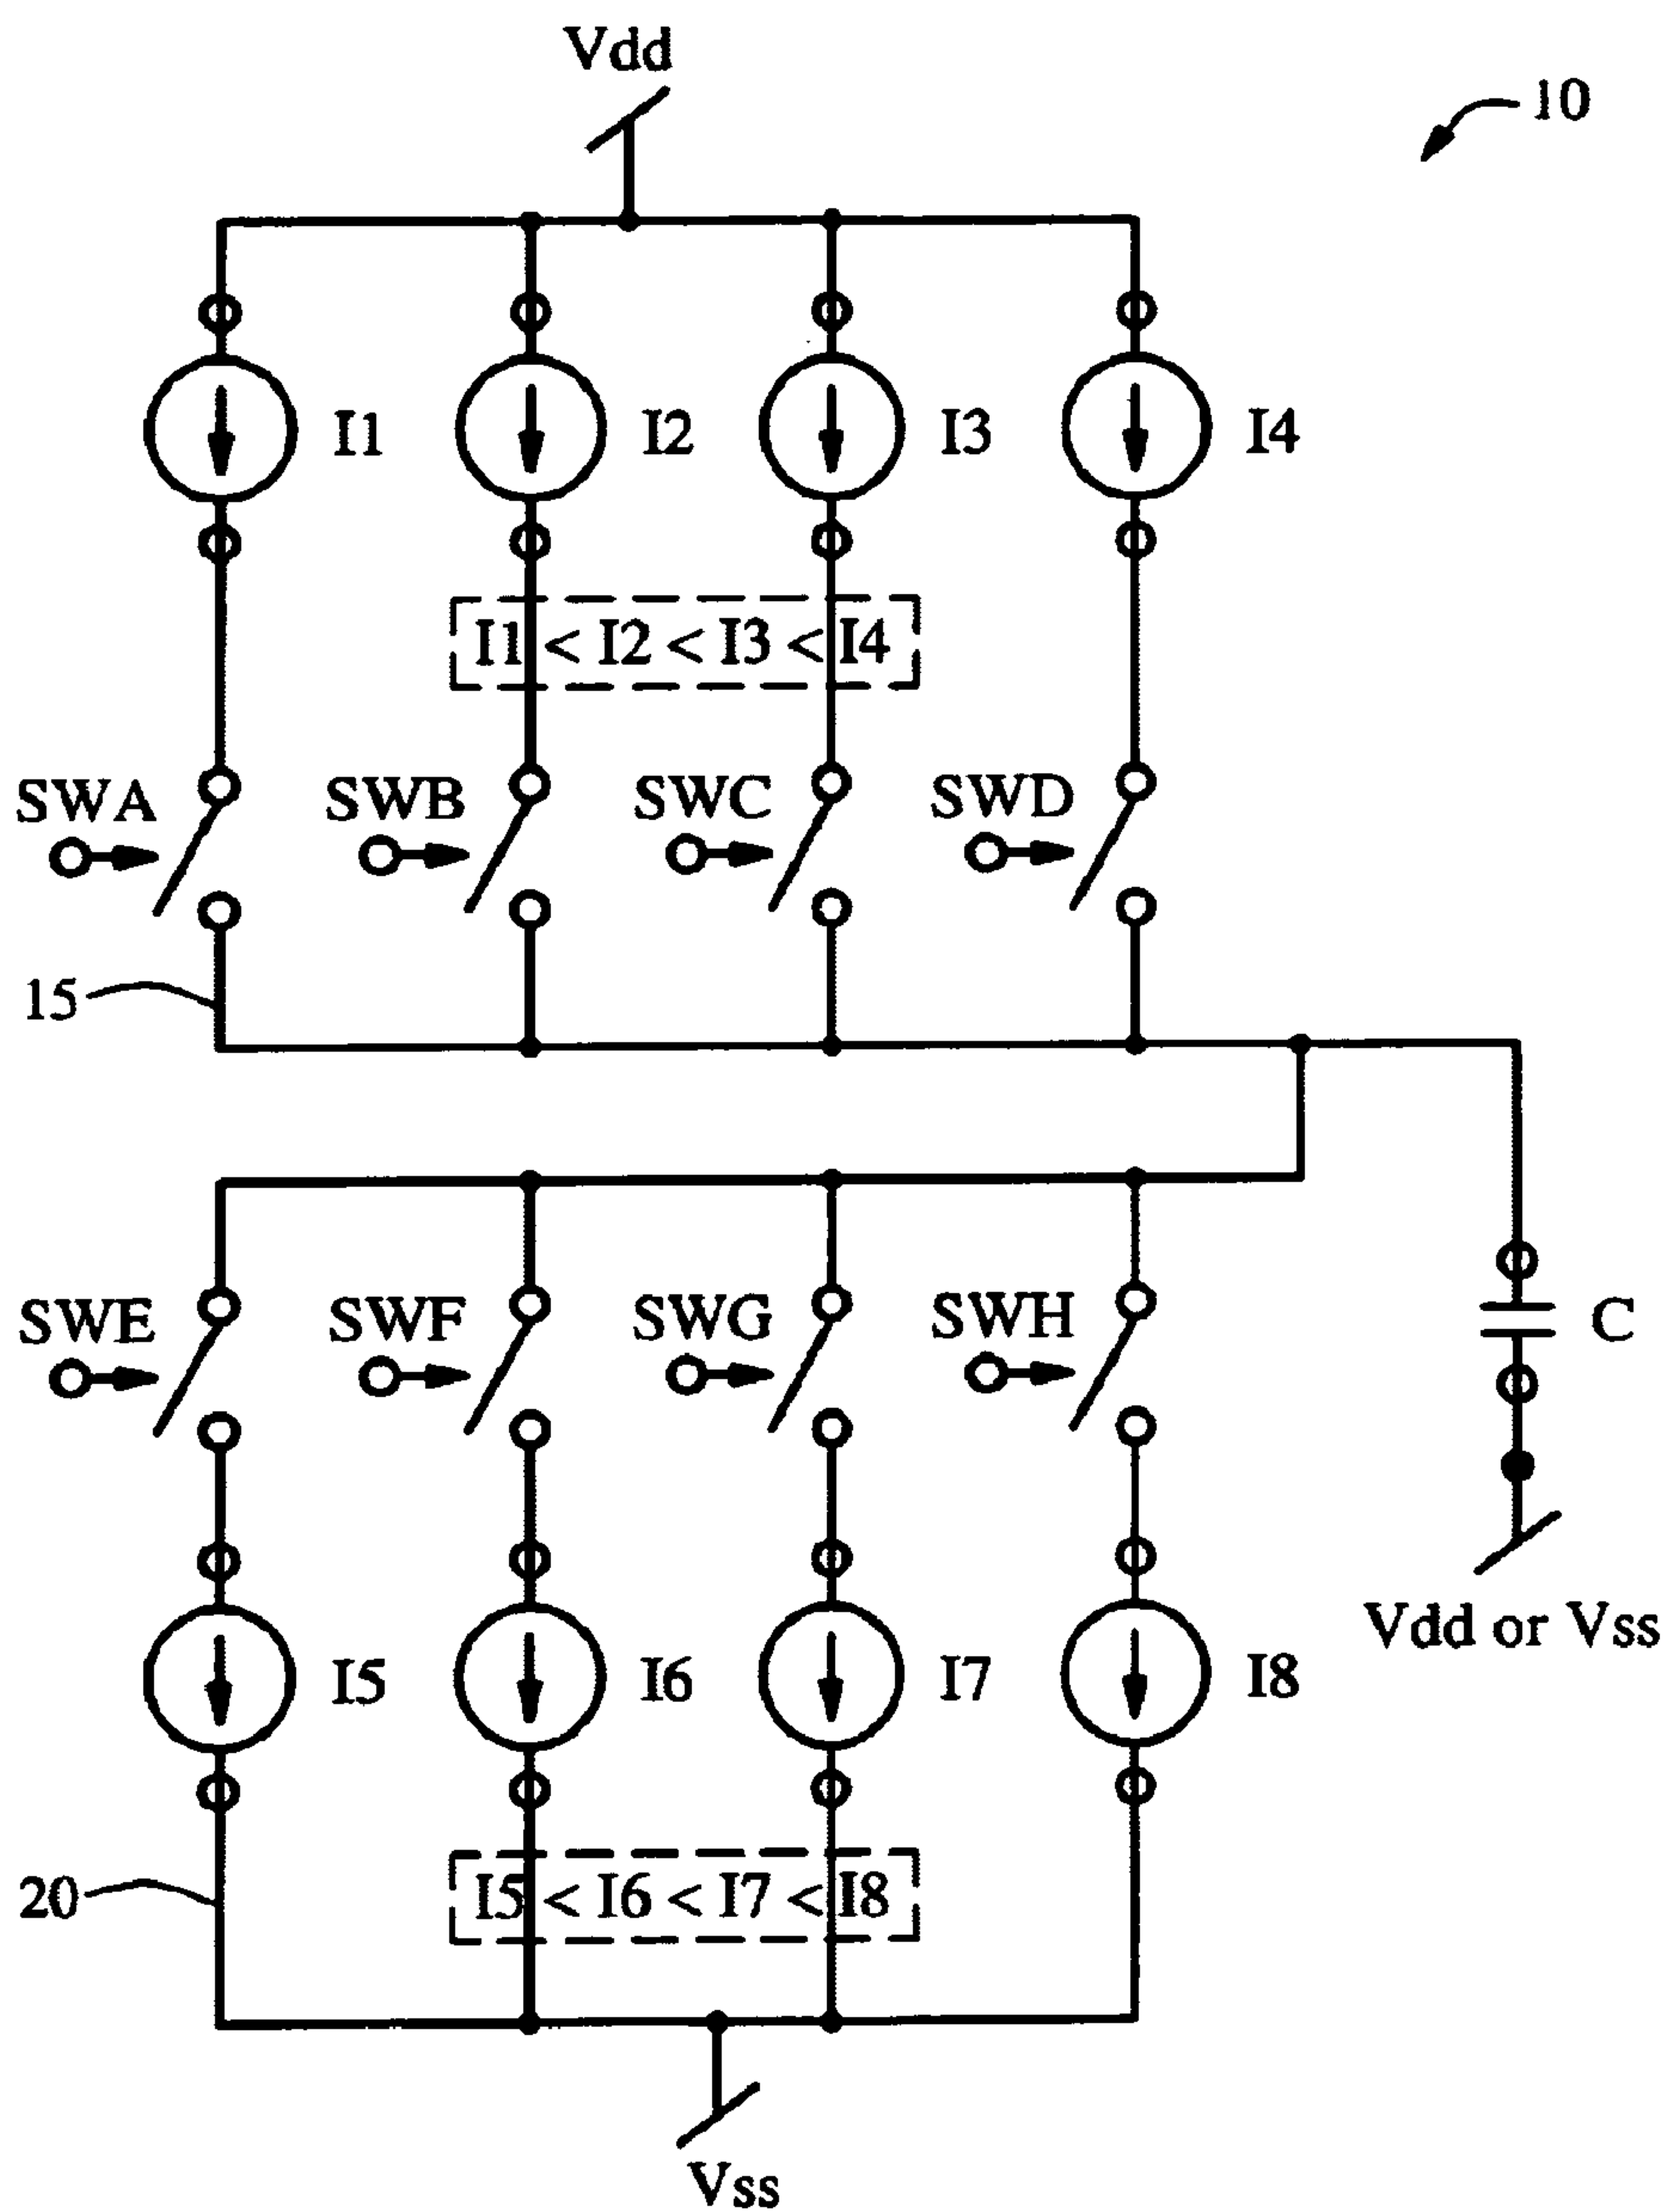 Vdd
10
I1
I2
I3
I4
I1 < I2 < I3 < I4
SWA
SWB
SWC
SWD
15
SWE
SWF
SWG
SWH
C
Vdd or Vss
I5
I6
I7
I8
20
I5 < I6 < I7 < I8
Vss